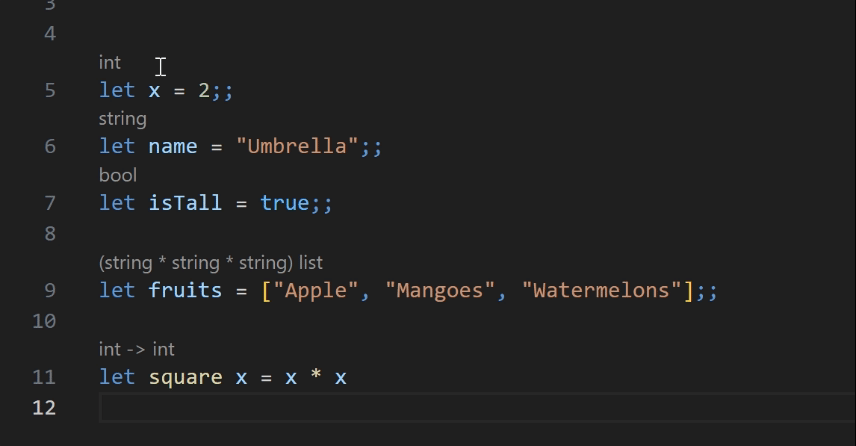 3
4
int
5 let x = 2;;
string
6 let name = "Umbrella";;
bool
7 let isTall = true;;
8
(string * string * string) list
9 let fruits = ["Apple", "Mangoes", "Watermelons"];;
10
int -> int
11 let square x = x * x
12